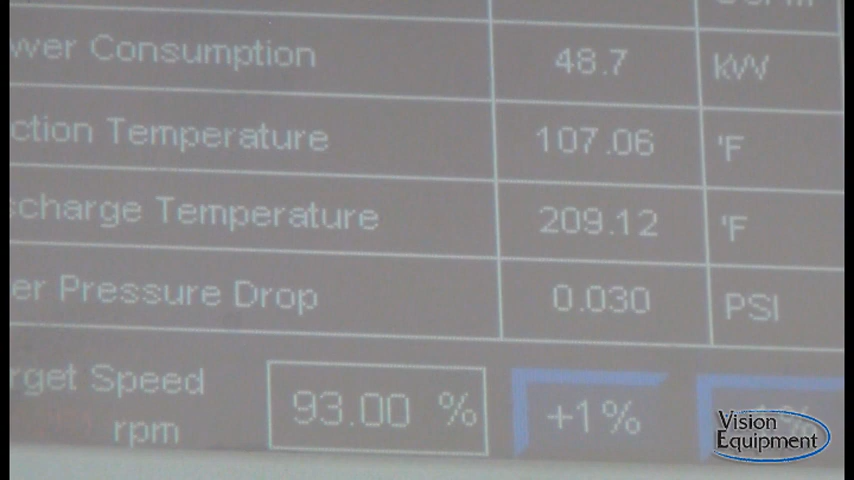 wer Consumption 48.7 kW
ction Temperature 107.06 'F
scharge Temperature 209.12 'F
er Pressure Drop 0.030 PSI
rget Speed 93.00 % +1%
rpm
Vision
Equipment